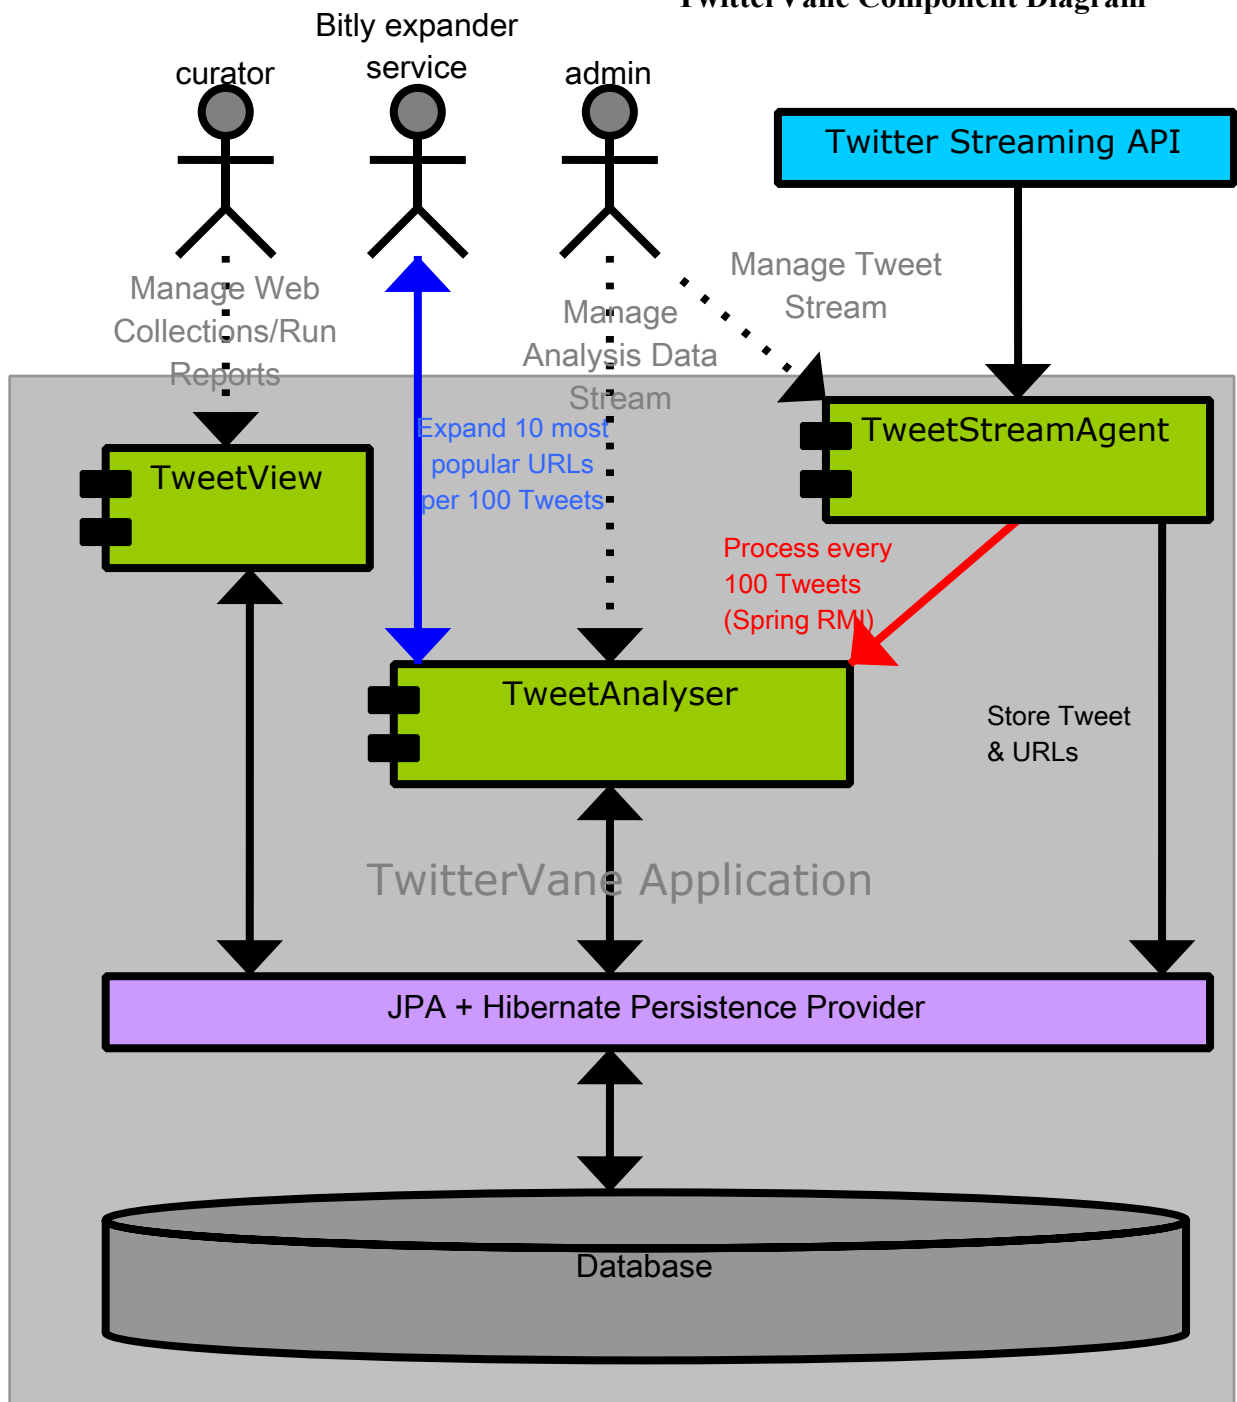 TwitterVane Component Diagram
Bitly expander
service
curator
admin
Twitter Streaming API
Manage Web
Collections/Run
Reports
Manage
Analysis Data
Stream
Manage Tweet
Stream
Expand 10 most
popular URLs
per 100 Tweets
TweetView
TweetStreamAgent
Process every
100 Tweets
(Spring RMI)
TweetAnalyser
Store Tweet
& URLs
TwitterVane Application
JPA + Hibernate Persistence Provider
Database